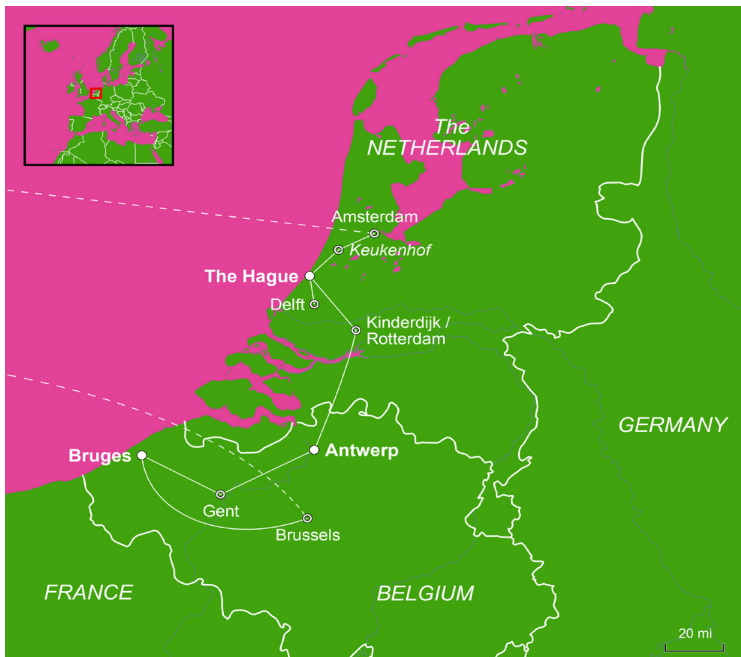 The
NETHERLANDS
Amsterdam
Keukenhof
The Hague
Delft
Kinderdijk /
Rotterdam
GERMANY
Bruges
Antwerp
Gent
Brussels
FRANCE
BELGIUM
20 mi